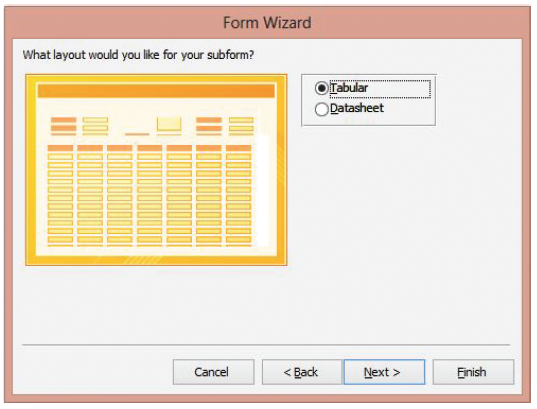 Form Wizard
What layout would you like for your subform?
Tabular
Datasheet
Cancel
< Back
Next >
Finish